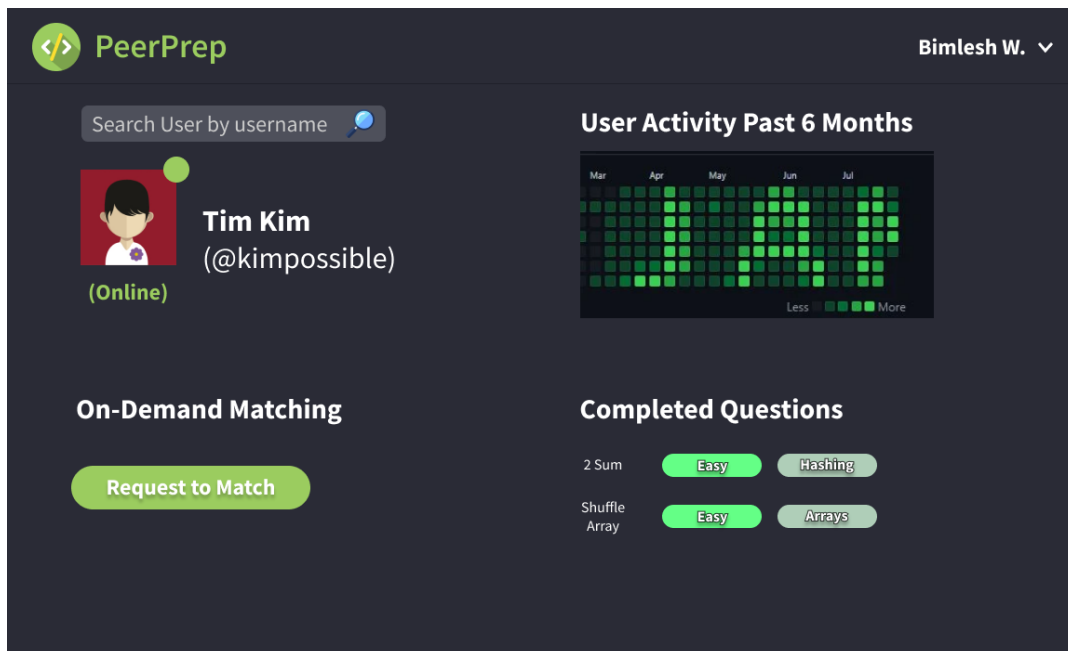 PeerPrep
Bimlesh W.
Search User by username
Tim Kim
(@kimpossible)
(Online)
User Activity Past 6 Months
Mar Apr May Jun Jul
Less More
On-Demand Matching
Request to Match
Completed Questions
2 Sum Easy Hashing
Shuffle
Array Easy Arrays